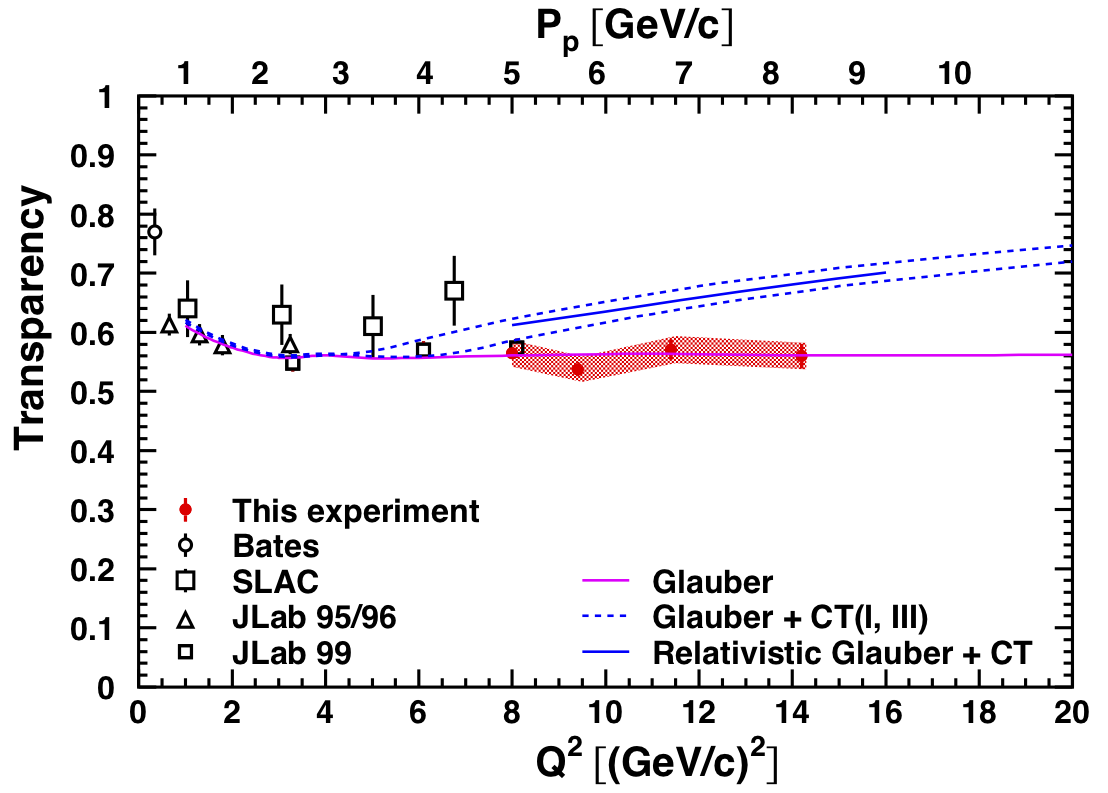 P_p [GeV/c]
1 2 3 4 5 6 7 8 9 10
1
0.9
0.8
0.7
0.6
0.5
0.4
0.3
0.2
0.1
0
Transparency
This experiment
Bates
SLAC
JLab 95/96
JLab 99
Glauber
Glauber + CT(I, III)
Relativistic Glauber + CT
0 2 4 6 8 10 12 14 16 18 20
Q² [(GeV/c)²]